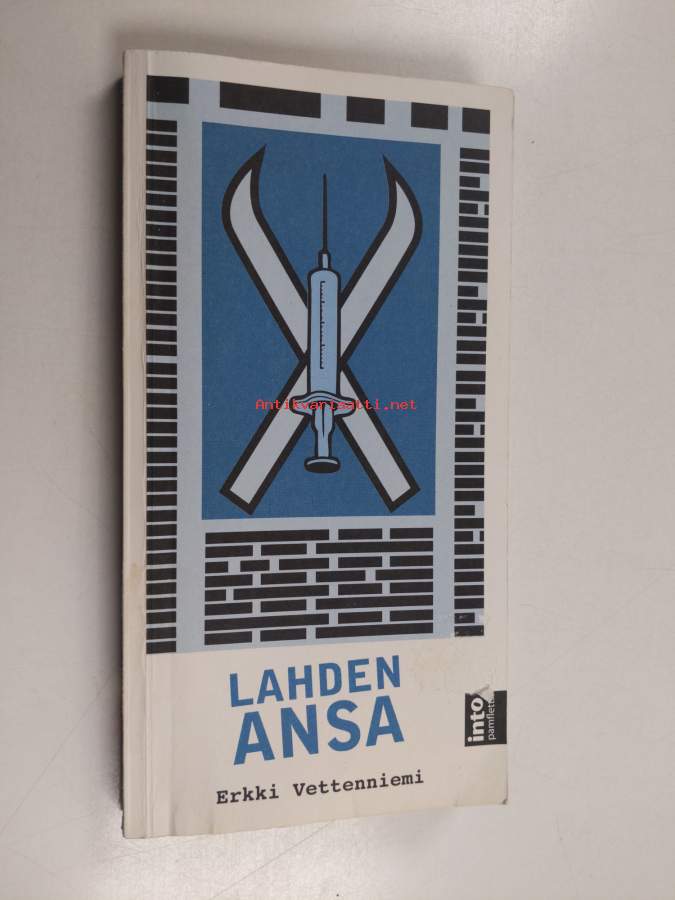 Antikvariaatti.net
LAHDEN
ANSA
into
pamfletti
Erkki Vettenniemi